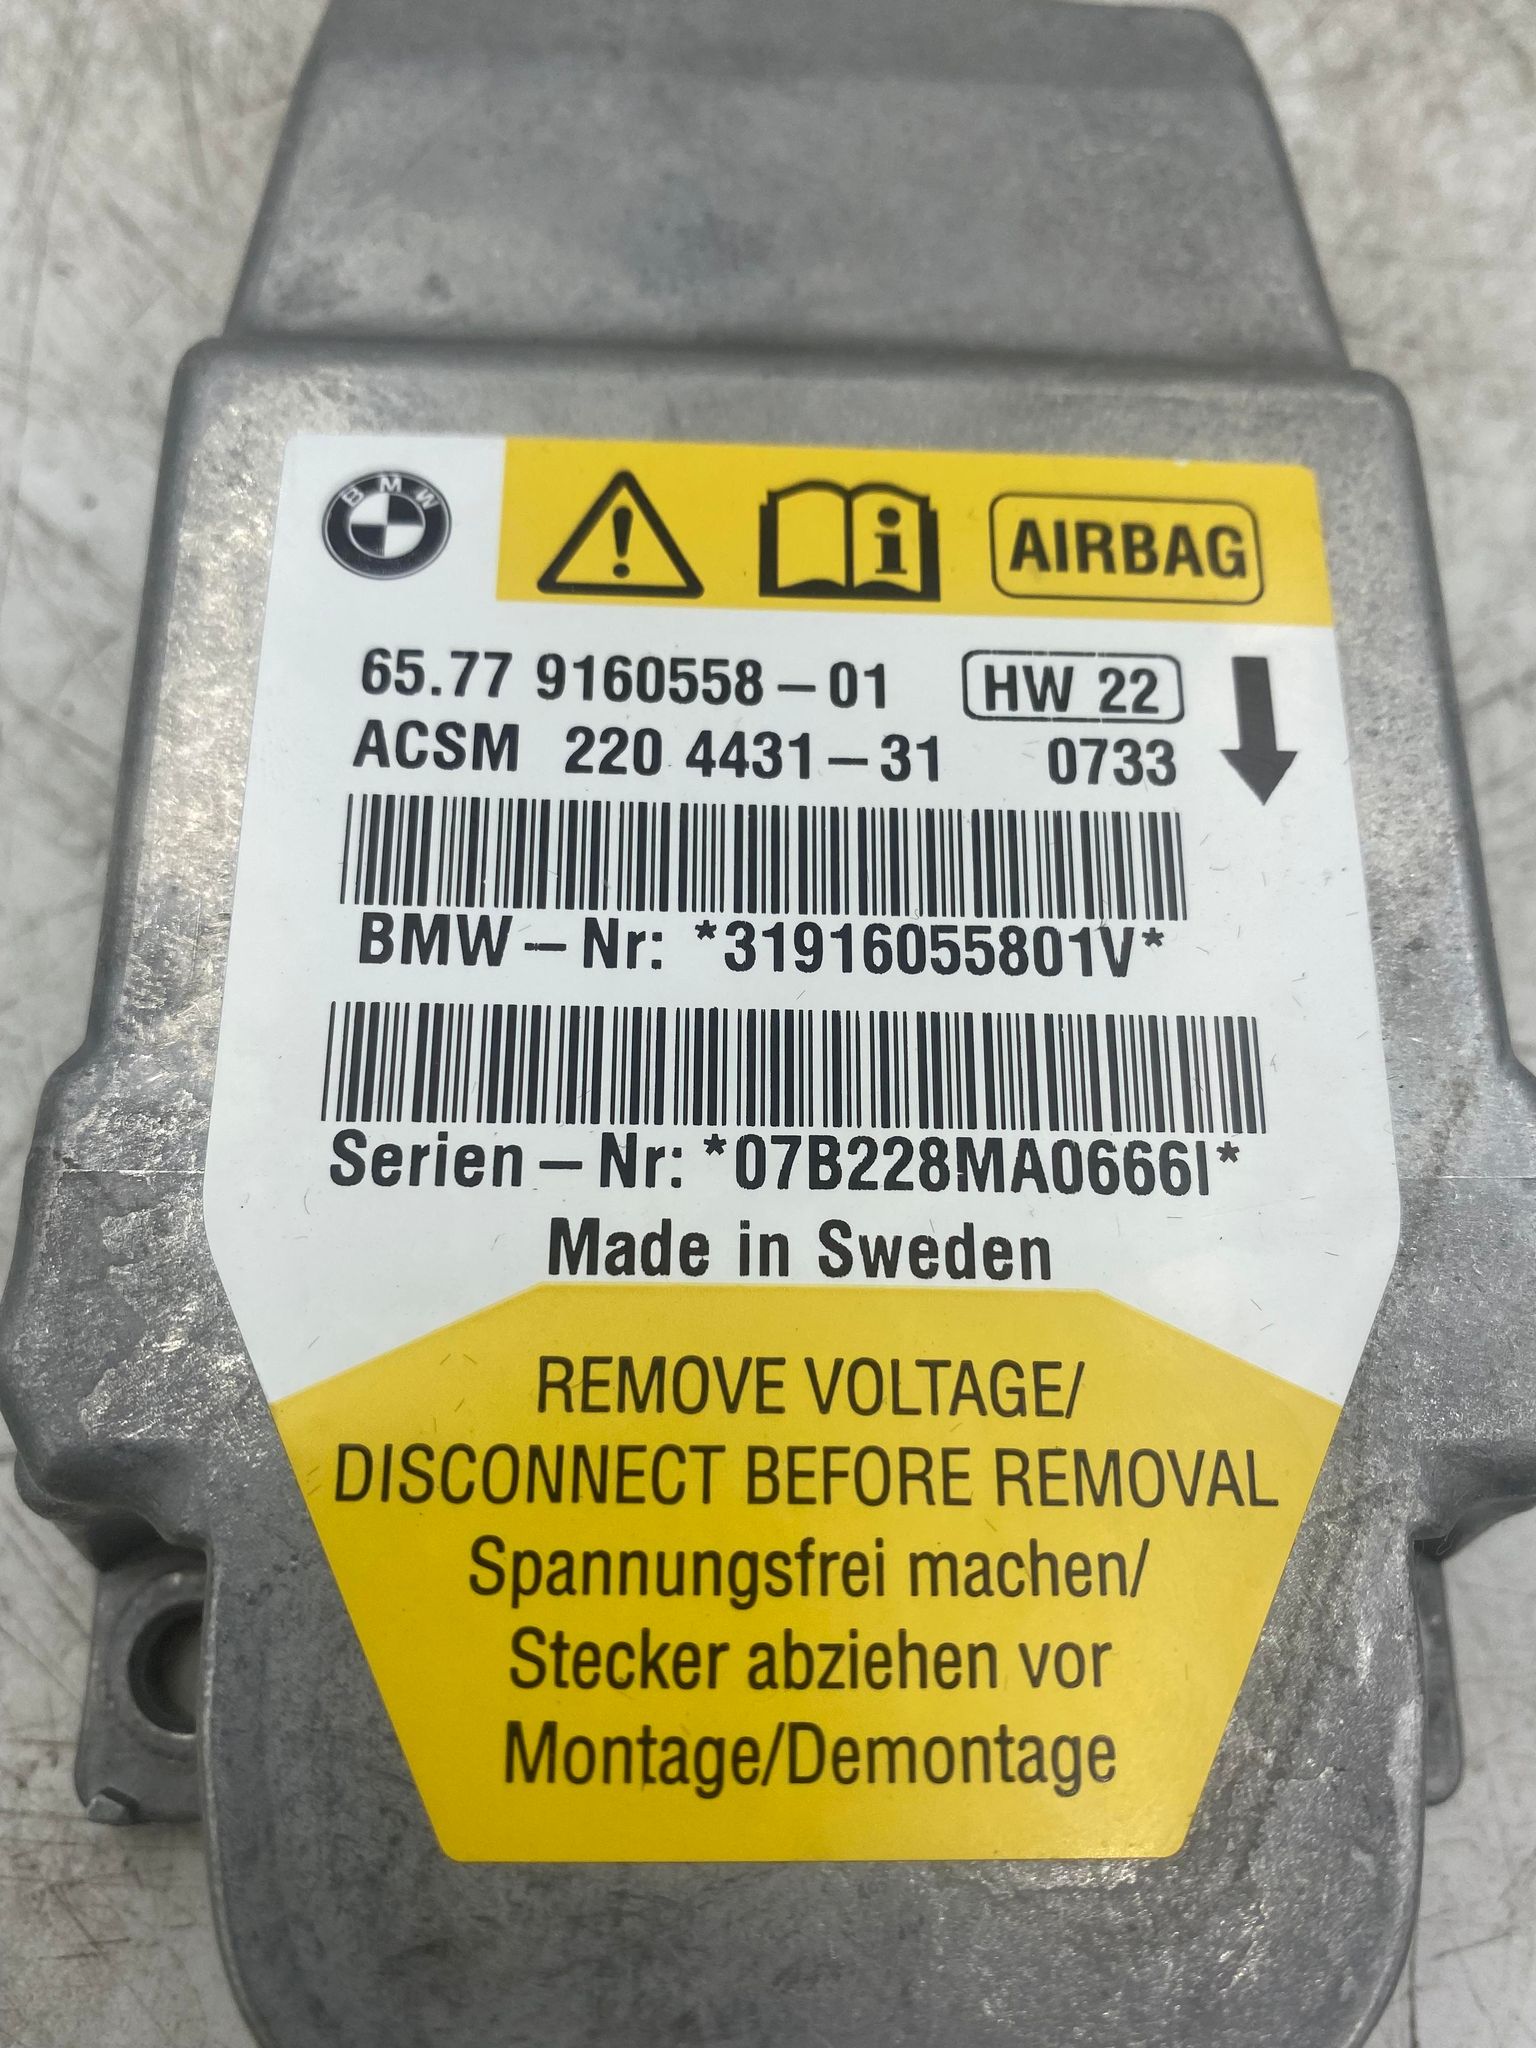 BMW
AIRBAG
65.77 9160558-01 HW 22
ACSM 220 4431-31 0733
BMW-Nr: *31916055801V*
Serien-Nr: *07B228MA0666I*
Made in Sweden
REMOVE VOLTAGE/
DISCONNECT BEFORE REMOVAL
Spannungsfrei machen/
Stecker abziehen vor
Montage/Demontage